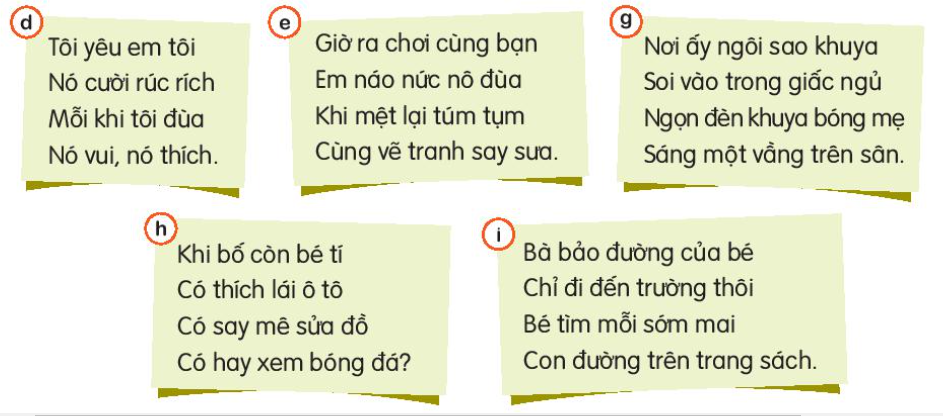 d
Tôi yêu em tôi
Nó cười rúc rích
Mỗi khi tôi đùa
Nó vui, nó thích.
e
Giờ ra chơi cùng bạn
Em náo nức nô đùa
Khi mệt lại túm tụm
Cùng vẽ tranh say sưa.
g
Nơi ấy ngôi sao khuya
Soi vào trong giấc ngủ
Ngọn đèn khuya bóng mẹ
Sáng một vầng trên sân.
h
Khi bố còn bé tí
Có thích lái ô tô
Có say mê sửa đồ
Có hay xem bóng đá?
i
Bà bảo đường của bé
Chỉ đi đến trường thôi
Bé tìm mỗi sớm mai
Con đường trên trang sách.